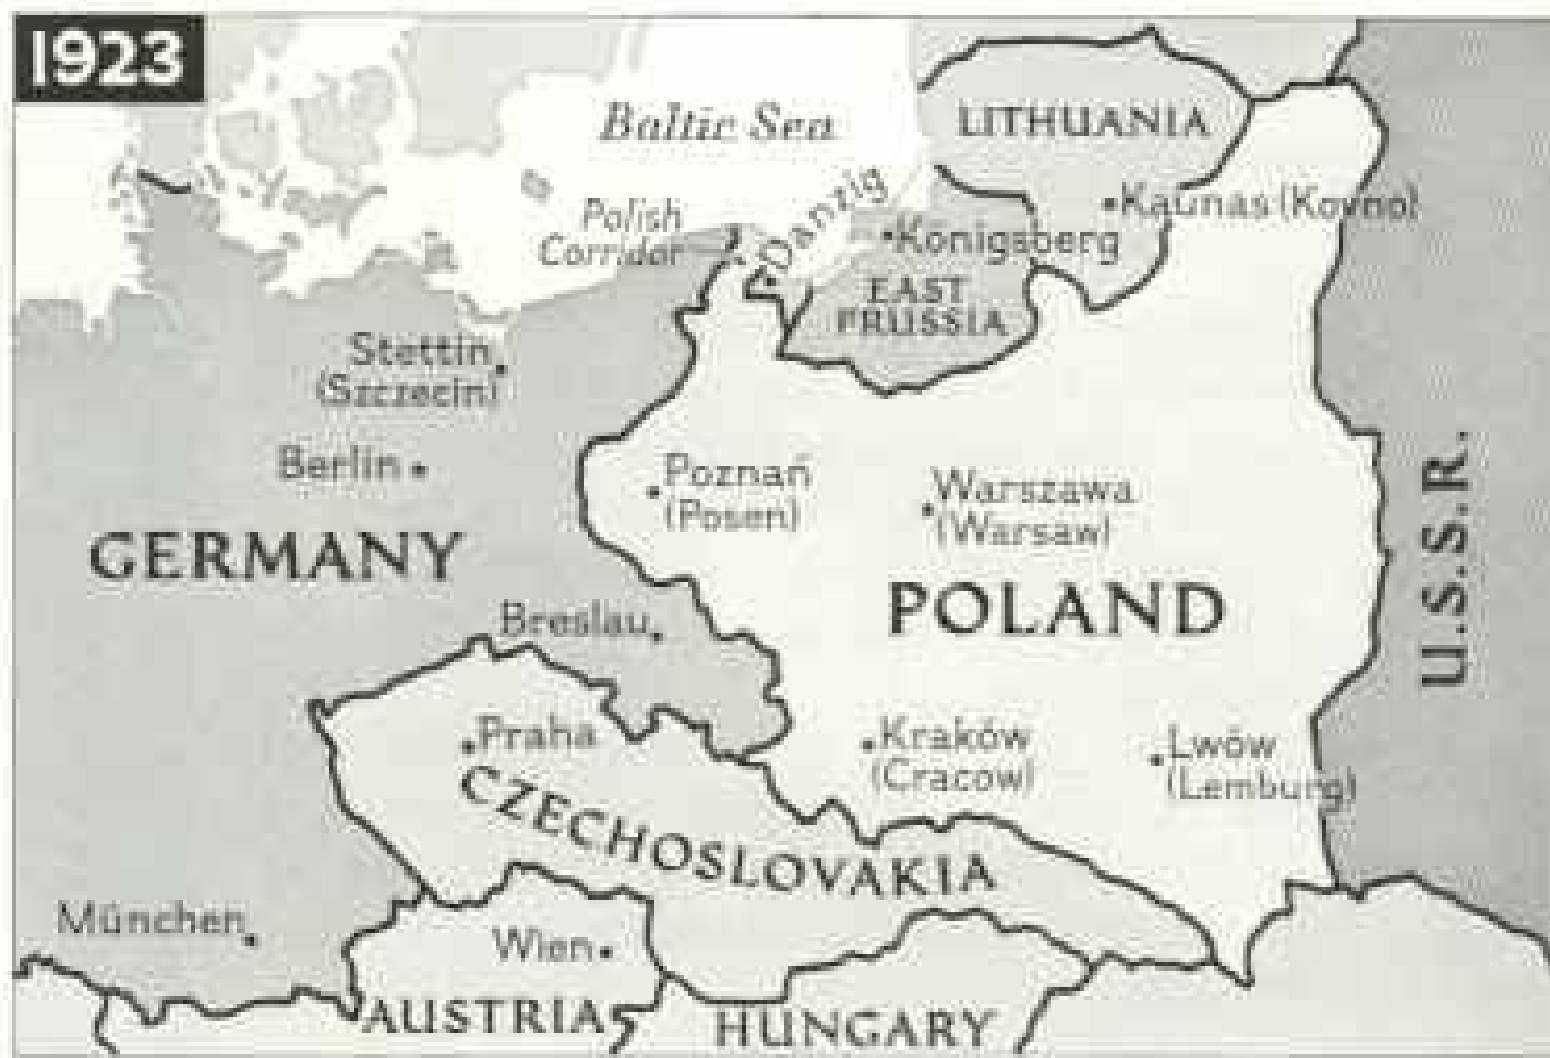 1923
Baltic Sea
LITHUANIA
Polish
Corridor
Danzig
Kaunas (Kovno)
Königsberg
EAST
PRUSSIA
Stettin
(Szczecin)
Berlin
Poznań
(Posen)
Warszawa
(Warsaw)
GERMANY
POLAND
U.S.S.R.
Breslau
Praha
Kraków
(Cracow)
Lwów
(Lemburg)
CZECHOSLOVAKIA
München
Wien
AUSTRIA
HUNGARY